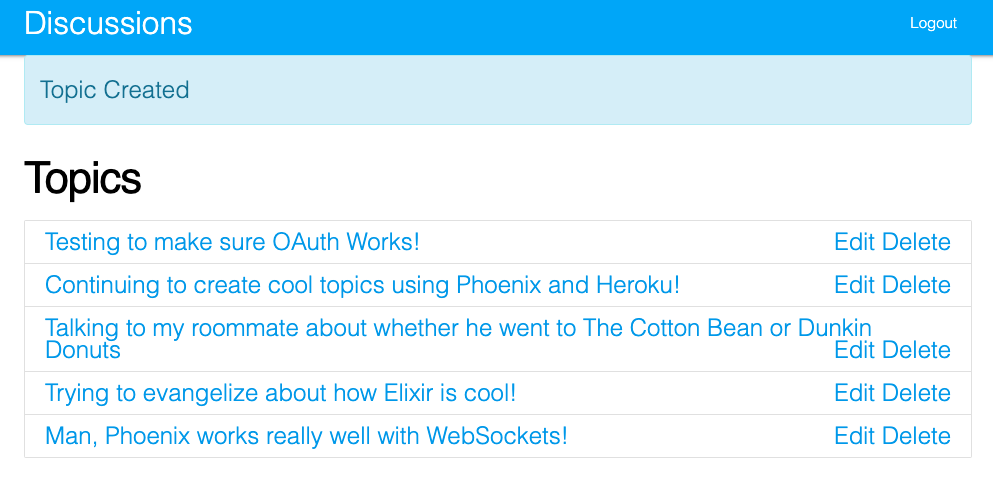 Discussions Logout
Topic Created
Topics
Testing to make sure OAuth Works! Edit Delete
Continuing to create cool topics using Phoenix and Heroku! Edit Delete
Talking to my roommate about whether he went to The Cotton Bean or Dunkin
Donuts Edit Delete
Trying to evangelize about how Elixir is cool! Edit Delete
Man, Phoenix works really well with WebSockets! Edit Delete